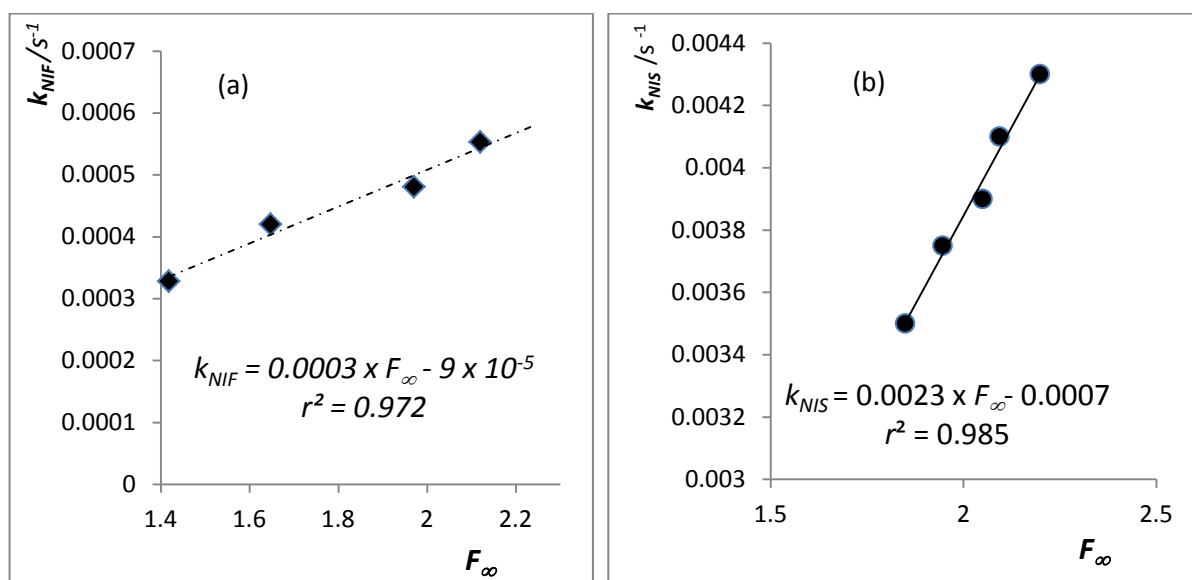 k_NIF/s⁻¹
(a)
0.0007
0.0006
0.0005
0.0004
0.0003
0.0002
0.0001
0
k_NIF = 0.0003 x F∞ - 9 x 10⁻⁵
r² = 0.972
1.4 1.6 1.8 2 2.2
F∞
k_NIS /s⁻¹
(b)
0.0044
0.0042
0.004
0.0038
0.0036
0.0034
0.0032
0.003
k_NIS = 0.0023 x F∞ - 0.0007
r² = 0.985
1.5 2 2.5
F∞